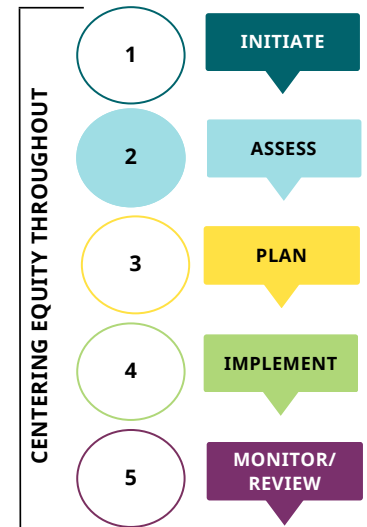 CENTERING EQUITY THROUGHOUT
1
INITIATE
2
ASSESS
3
PLAN
4
IMPLEMENT
5
MONITOR/
REVIEW